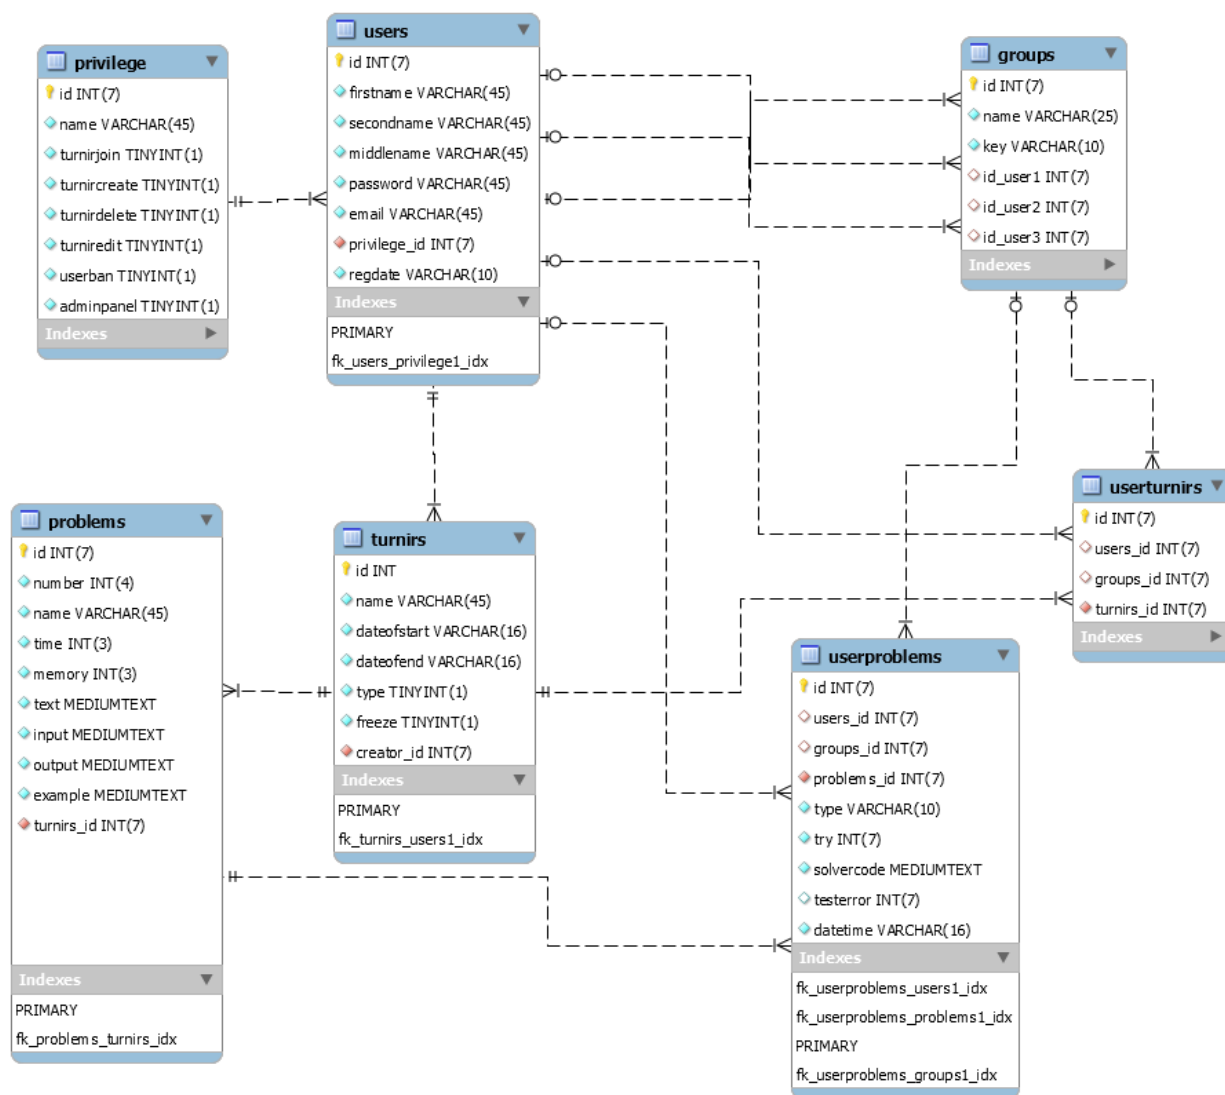 privilege
id INT(7)
name VARCHAR(45)
turnirjoin TINYINT(1)
turnircreate TINYINT(1)
turnirdelete TINYINT(1)
turniredit TINYINT(1)
userban TINYINT(1)
adminpanel TINYINT(1)
Indexes
users
id INT(7)
firstname VARCHAR(45)
secondname VARCHAR(45)
middlename VARCHAR(45)
password VARCHAR(45)
email VARCHAR(45)
privilege_id INT(7)
regdate VARCHAR(10)
Indexes
PRIMARY
fk_users_privilege1_idx
groups
id INT(7)
name VARCHAR(25)
key VARCHAR(10)
id_user1 INT(7)
id_user2 INT(7)
id_user3 INT(7)
Indexes
problems
id INT(7)
number INT(4)
name VARCHAR(45)
time INT(3)
memory INT(3)
text MEDIUMTEXT
input MEDIUMTEXT
output MEDIUMTEXT
example MEDIUMTEXT
turnirs_id INT(7)
Indexes
PRIMARY
fk_problems_turnirs_idx
turnirs
id INT
name VARCHAR(45)
dateofstart VARCHAR(16)
dateofend VARCHAR(16)
type TINYINT(1)
freeze TINYINT(1)
creator_id INT(7)
Indexes
PRIMARY
fk_turnirs_users1_idx
userturnirs
id INT(7)
users_id INT(7)
groups_id INT(7)
turnirs_id INT(7)
Indexes
userproblems
id INT(7)
users_id INT(7)
groups_id INT(7)
problems_id INT(7)
type VARCHAR(10)
try INT(7)
solvercode MEDIUMTEXT
testerror INT(7)
datetime VARCHAR(16)
Indexes
fk_userproblems_users1_idx
fk_userproblems_problems1_idx
PRIMARY
fk_userproblems_groups1_idx